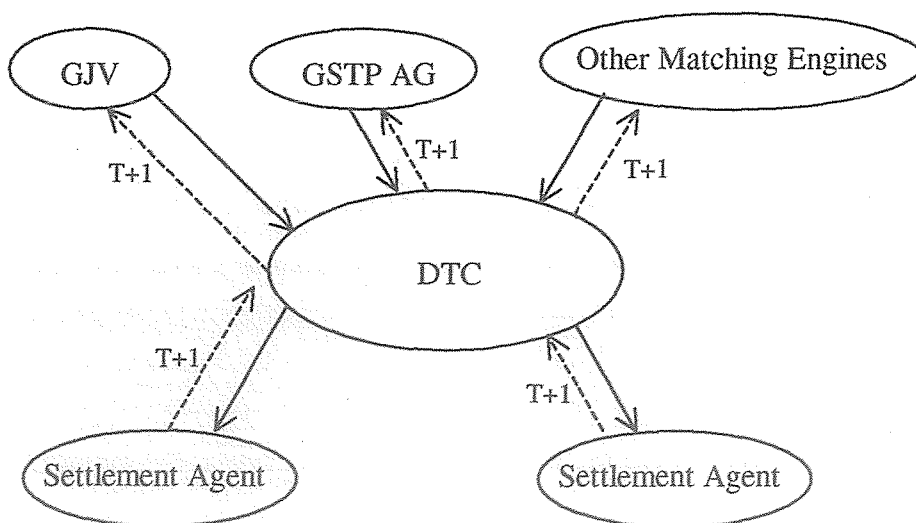 GJV
GSTP AG
Other Matching Engines
T+1
T+1
T+1
DTC
T+1
T+1
Settlement Agent
Settlement Agent